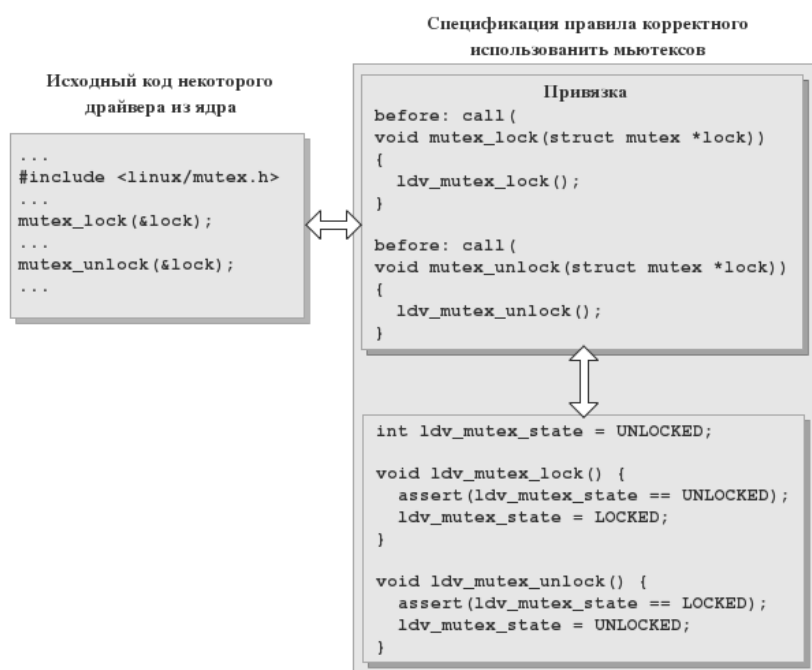 Спецификация правила корректного
использованить мьютексов
Исходный код некоторого
драйвера из ядра
...
#include <linux/mutex.h>
...
mutex_lock(&lock);
...
mutex_unlock(&lock);
...
Привязка
before: call(
void mutex_lock(struct mutex *lock))
{
  ldv_mutex_lock();
}
before: call(
void mutex_unlock(struct mutex *lock))
{
  ldv_mutex_unlock();
}
int ldv_mutex_state = UNLOCKED;
void ldv_mutex_lock() {
  assert(ldv_mutex_state == UNLOCKED);
  ldv_mutex_state = LOCKED;
}
void ldv_mutex_unlock() {
  assert(ldv_mutex_state == LOCKED);
  ldv_mutex_state = UNLOCKED;
}